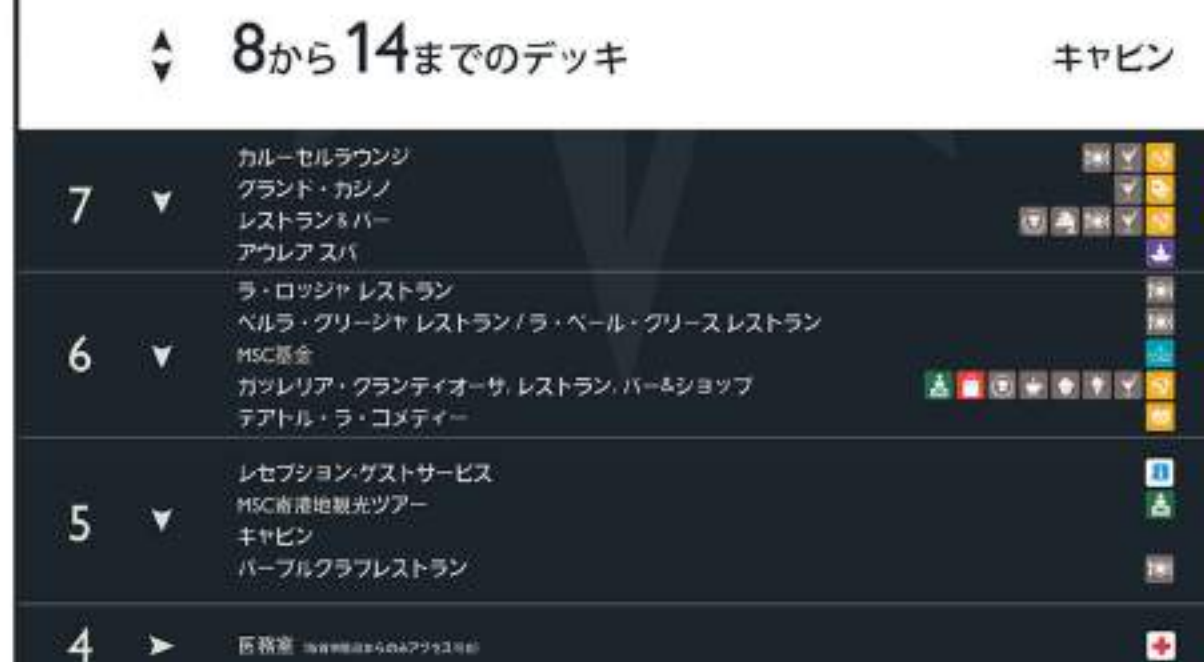 8から14までのデッキ キャビン
7 カルーセルラウンジ
グランド・カジノ
レストラン&バー
アウレア スパ
6 ラ・ロッジャ レストラン
ベルラ・グリージャ レストラン / ラ・ペール・グリース レストラン
MSC基金
ガッレリア・グランディオーサ, レストラン, バー&ショップ
テアトル・ラ・コメディー
5 レセプション・ゲストサービス
MSC寄港地観光ツアー
キャビン
パープルクラブレストラン
4 医務室